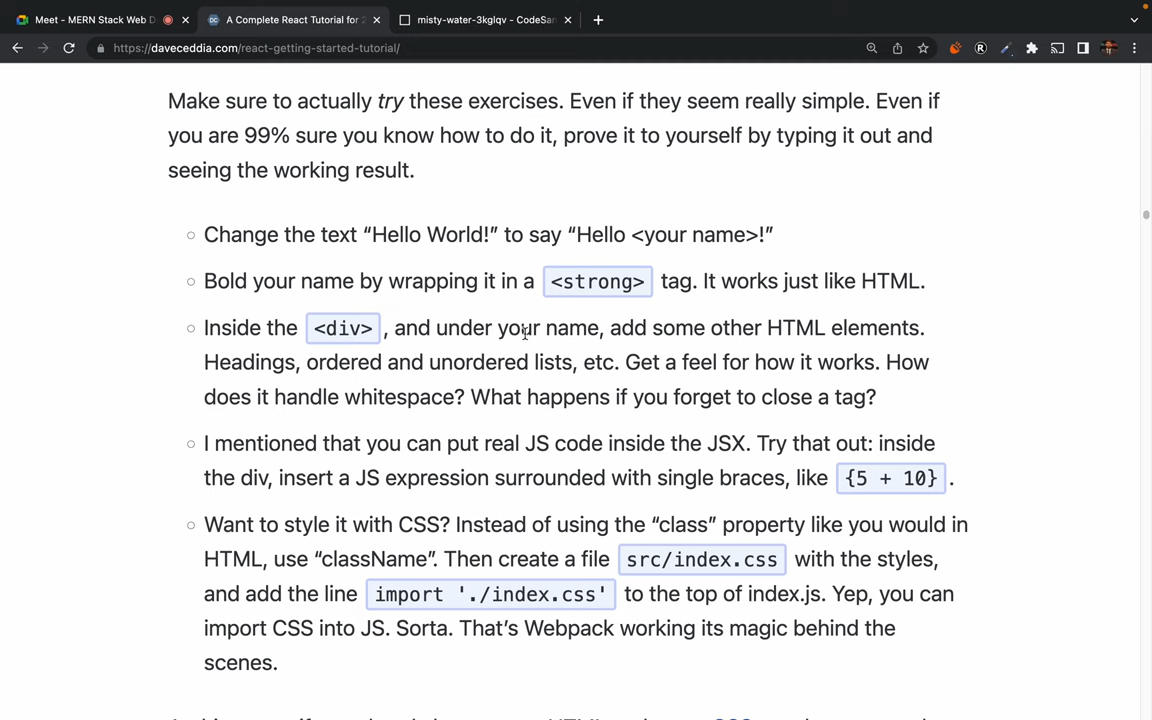 Meet - MERN Stack Web D
A Complete React Tutorial for 2
misty-water-3kglqv - CodeSan
https://daveceddia.com/react-getting-started-tutorial/
Make sure to actually try these exercises. Even if they seem really simple. Even if
you are 99% sure you know how to do it, prove it to yourself by typing it out and
seeing the working result.
Change the text “Hello World!” to say “Hello <your name>!”
Bold your name by wrapping it in a <strong> tag. It works just like HTML.
Inside the <div>, and under your name, add some other HTML elements.
Headings, ordered and unordered lists, etc. Get a feel for how it works. How
does it handle whitespace? What happens if you forget to close a tag?
I mentioned that you can put real JS code inside the JSX. Try that out: inside
the div, insert a JS expression surrounded with single braces, like {5 + 10}.
Want to style it with CSS? Instead of using the “class” property like you would in
HTML, use “className”. Then create a file src/index.css with the styles,
and add the line import './index.css' to the top of index.js. Yep, you can
import CSS into JS. Sorta. That’s Webpack working its magic behind the
scenes.